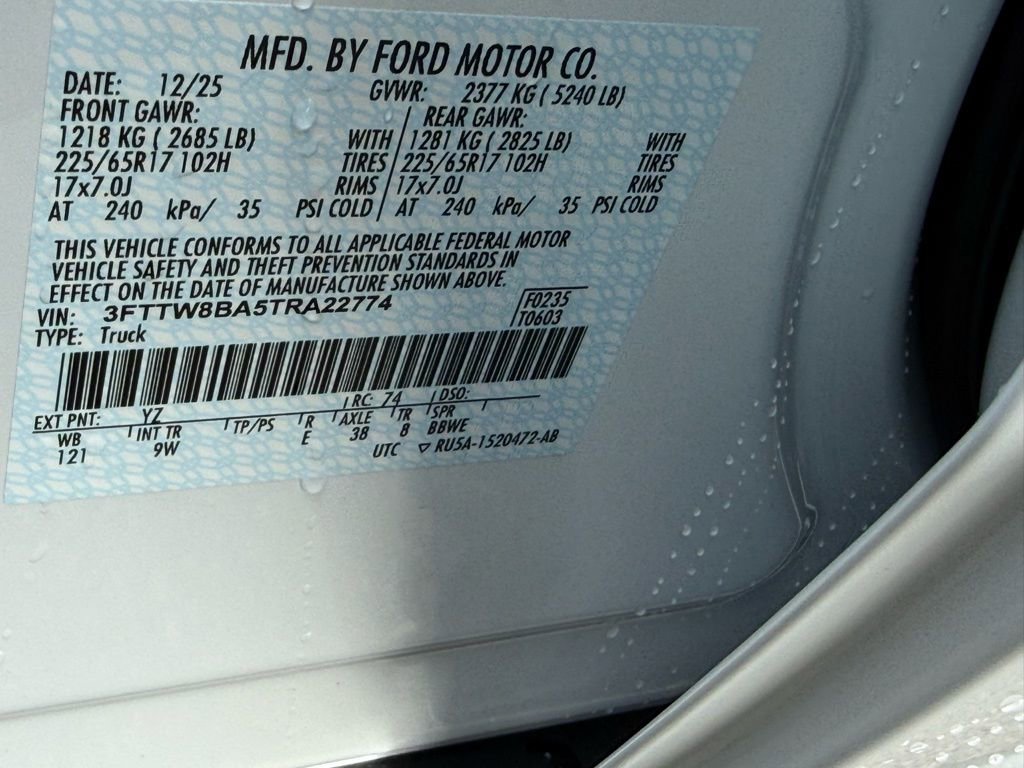 MFD. BY FORD MOTOR CO.
DATE: 12/25 GVWR: 2377 KG ( 5240 LB)
FRONT GAWR: REAR GAWR:
1218 KG ( 2685 LB) WITH 1281 KG ( 2825 LB) WITH
225/65R17 102H TIRES 225/65R17 102H TIRES
17x7.0J RIMS 17x7.0J RIMS
AT 240 kPa/ 35 PSI COLD AT 240 kPa/ 35 PSI COLD
THIS VEHICLE CONFORMS TO ALL APPLICABLE FEDERAL MOTOR
VEHICLE SAFETY AND THEFT PREVENTION STANDARDS IN
EFFECT ON THE DATE OF MANUFACTURE SHOWN ABOVE.
VIN: 3FTTW8BA5TRA22774 F0235
TYPE: Truck T0603
EXT PNT: YZ RC: 74 DSO:
WB INT TR TP/PS R AXLE TR SPR
121 9W E 38 8 BBWE
UTC ▽ RU5A-1520472-AB